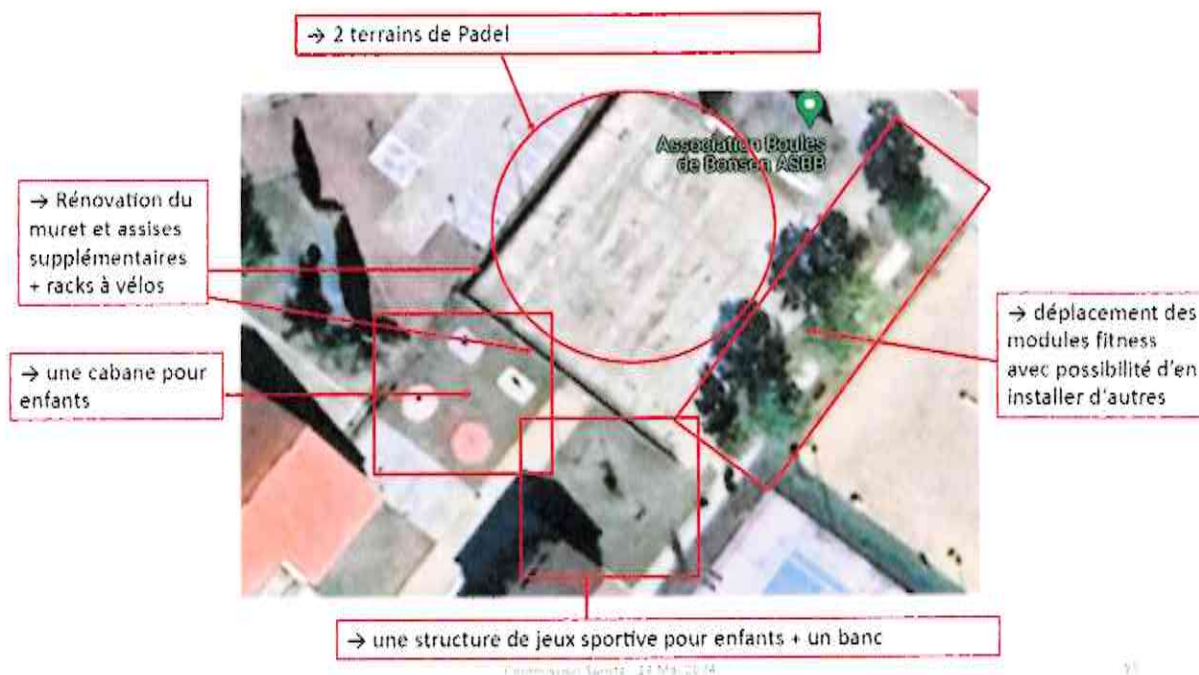 → 2 terrains de Padel
Association Boules
de Bonson ASBB
→ Rénovation du
muret et assises
supplémentaires
+ racks à vélos
→ une cabane pour
enfants
→ déplacement des
modules fitness
avec possibilité d'en
installer d'autres
→ une structure de jeux sportive pour enfants + un banc